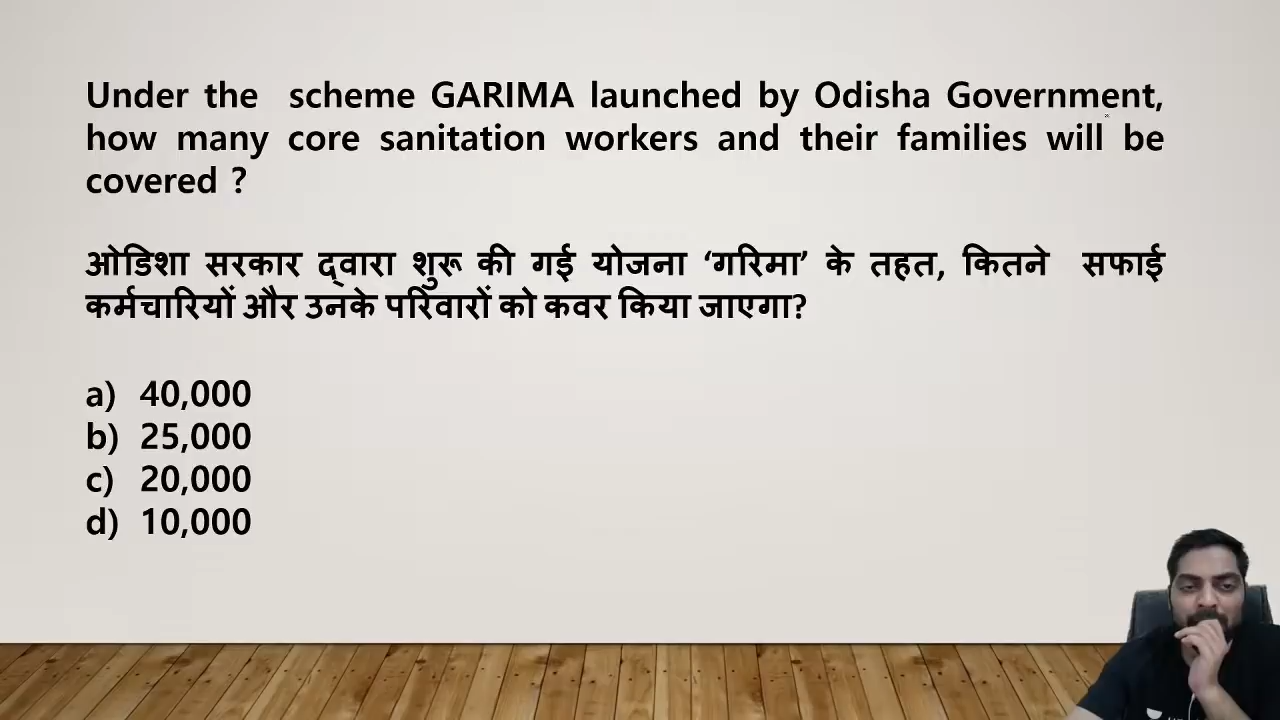 Under the scheme GARIMA launched by Odisha Government,
how many core sanitation workers and their families will be
covered ?
ओडिशा सरकार द्वारा शुरू की गई योजना ‘गरिमा’ के तहत, कितने सफाई
कर्मचारियों और उनके परिवारों को कवर किया जाएगा?
a) 40,000
b) 25,000
c) 20,000
d) 10,000